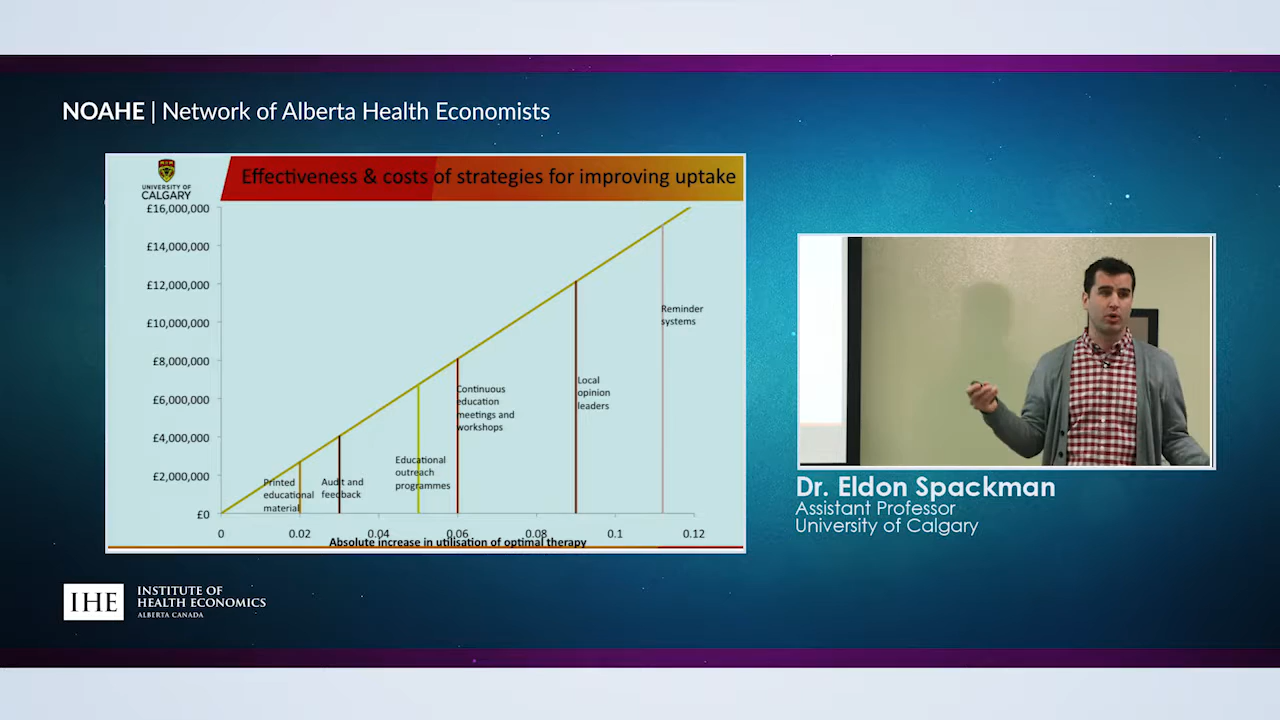 NOAHE | Network of Alberta Health Economists
UNIVERSITY OF
CALGARY
Effectiveness & costs of strategies for improving uptake
£16,000,000
£14,000,000
£12,000,000
£10,000,000
£8,000,000
£6,000,000
£4,000,000
£2,000,000
£0
Printed
educational
material
Audit and
feedback
Educational
outreach
programmes
Continuous
education
meetings and
workshops
Local
opinion
leaders
Reminder
systems
0
0.02
0.04
0.06
0.08
0.1
0.12
Absolute increase in utilisation of optimal therapy
Dr. Eldon Spackman
Assistant Professor
University of Calgary
IHE
INSTITUTE OF
HEALTH ECONOMICS
ALBERTA CANADA